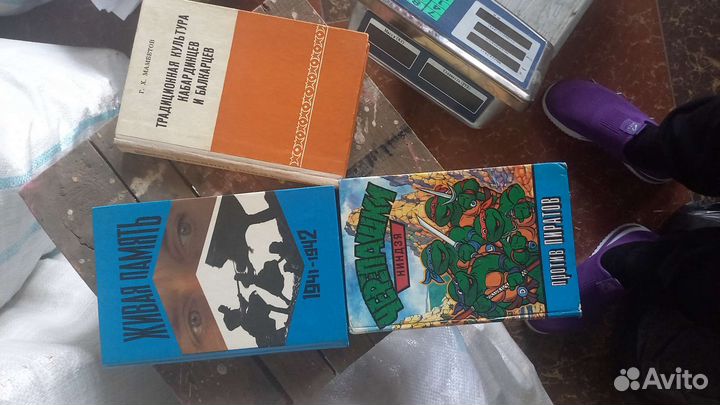 Г. Х. МАМБЕТОВ
ТРАДИЦИОННАЯ КУЛЬТУРА
КАБАРДИНЦЕВ
И БАЛКАРЦЕВ
ЖИВАЯ ПАМЯТЬ
1941-1942
ЧЕРЕПАШКИ
НИНДЗЯ
ПРОТИВ ПИРАТОВ
Avito